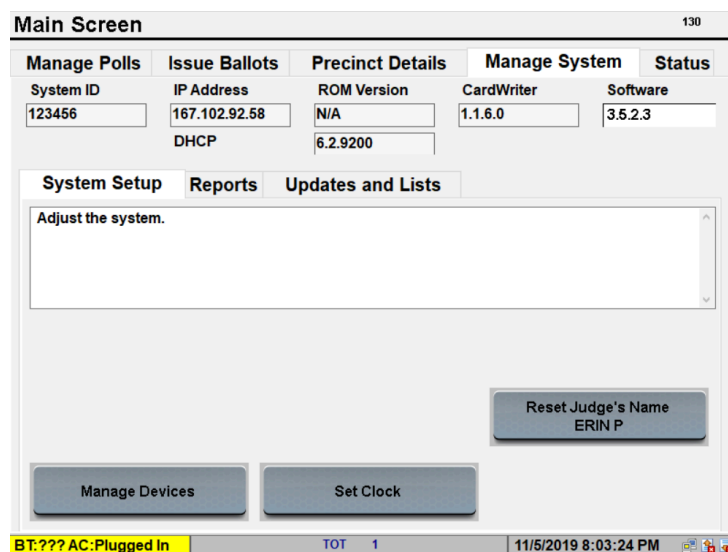 Main Screen 130
Manage Polls Issue Ballots Precinct Details Manage System Status
System ID IP Address ROM Version CardWriter Software
123456 167.102.92.58 N/A 1.1.6.0 3.5.2.3
DHCP 6.2.9200
System Setup Reports Updates and Lists
Adjust the system.
Reset Judge's Name
ERIN P
Manage Devices Set Clock
BT:??? AC:Plugged In TOT 1 11/5/2019 8:03:24 PM